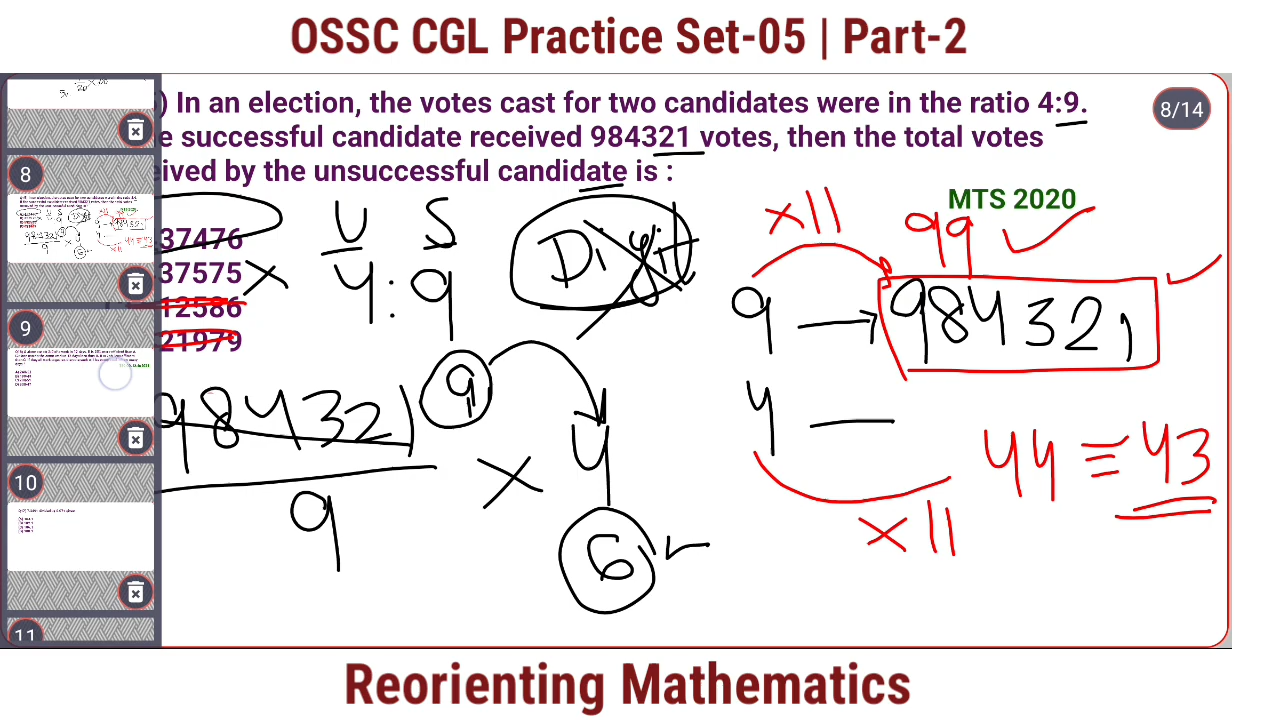 OSSC CGL Practice Set-05 | Part-2
) In an election, the votes cast for two candidates were in the ratio 4:9.
e successful candidate received 984321 votes, then the total votes
eived by the unsuccessful candidate is :
8/14
MTS 2020
37476
37575
12586
21979
U S
4:9
Digit
x11
99
9 → 984321
4 —
44 ≡ 43
x11
984321
9
9
x 4
6
8
9
10
11
Reorienting Mathematics